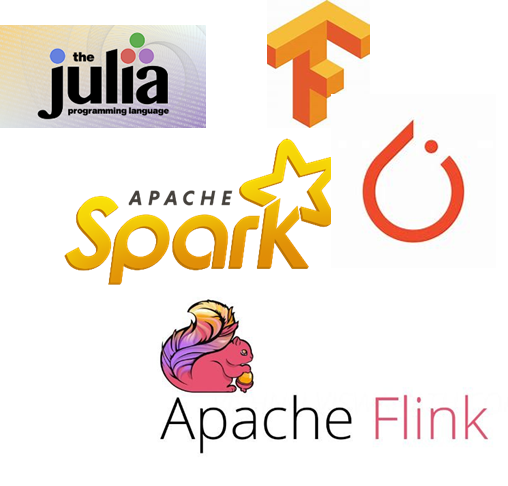 the
julia
programming language
APACHE
Spark
Apache Flink